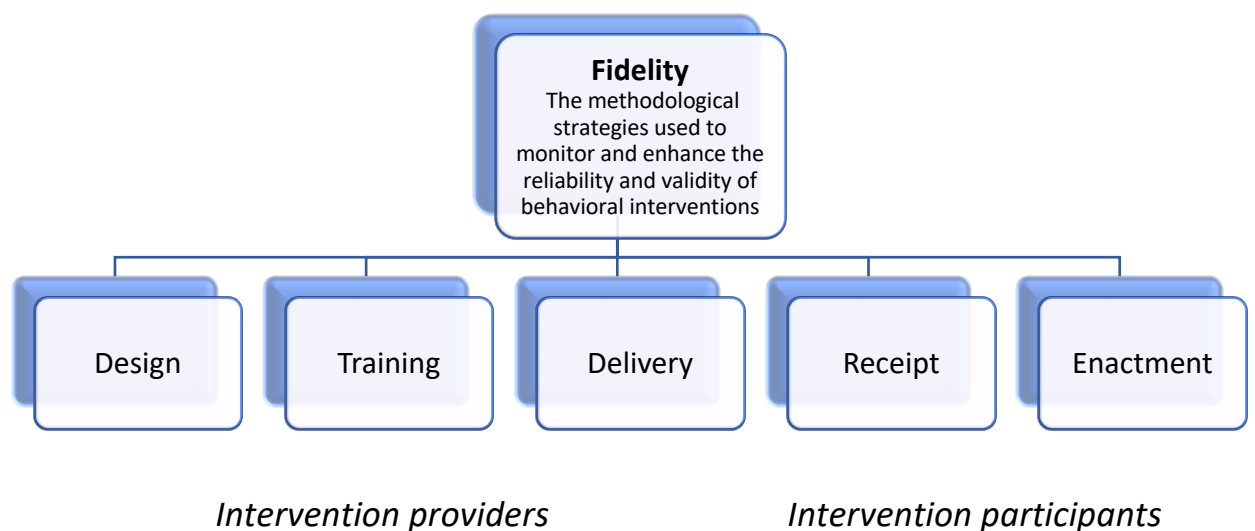 Fidelity
The methodological
strategies used to
monitor and enhance the
reliability and validity of
behavioral interventions
Design
Training
Delivery
Receipt
Enactment
Intervention providers
Intervention participants